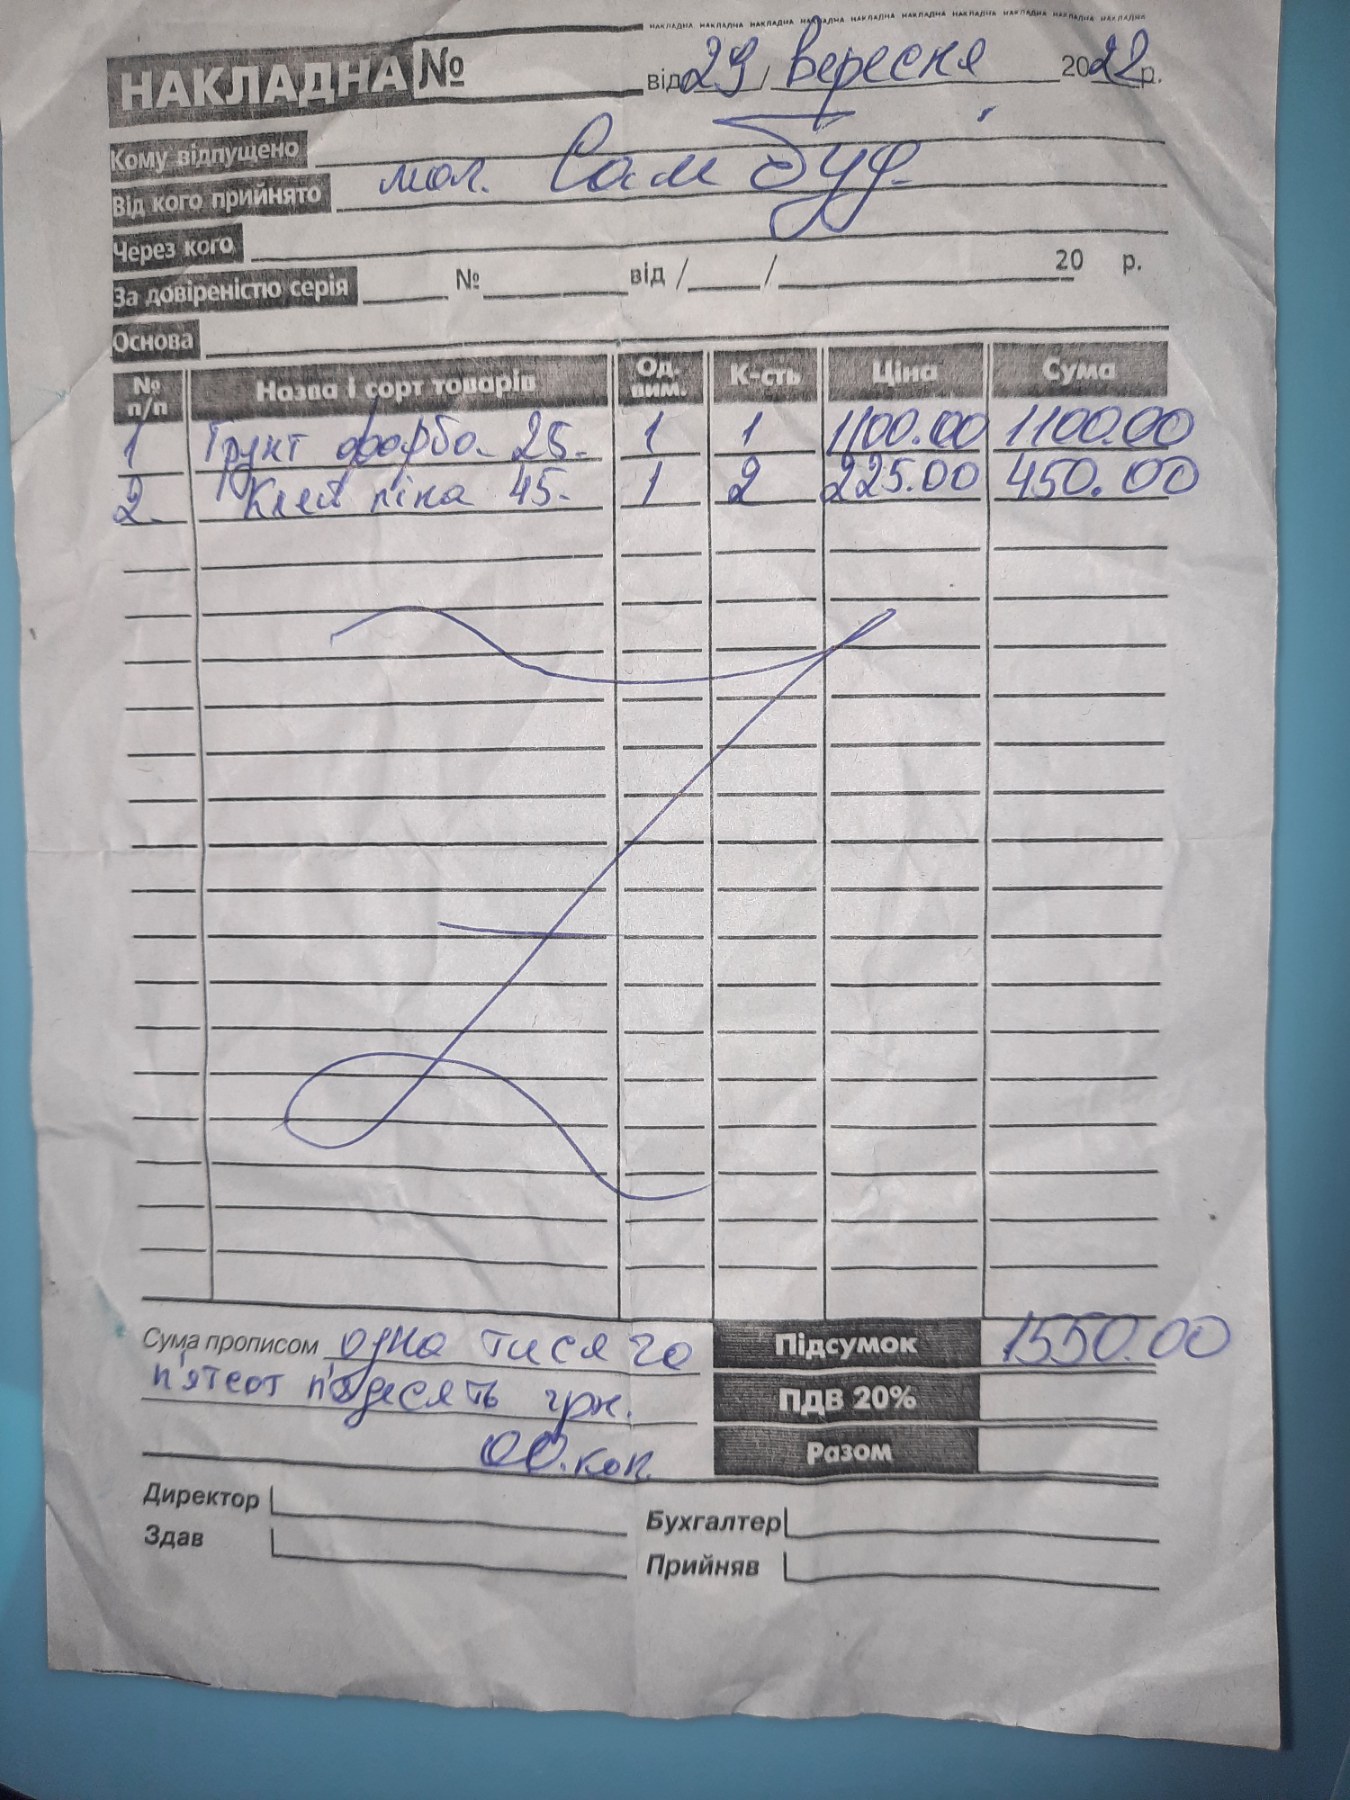 НАКЛАДНА НАКЛАДНА НАКЛАДНА НАКЛАДНА НАКЛАДНА НАКЛАДНА НАКЛАДНА НАКЛАДНА НАКЛАДНА НАКЛАДНА
НАКЛАДНА № від 29 / вересня 2022 р.
Кому відпущено
Від кого прийнято маг. Сам буд.
Через кого
За довіреністю серія № від / / 20 р.
Основа
№ п/п Назва і сорт товарів Од. вим. К-сть Ціна Сума
1 Грунт фарба. 25. 1 1 1100.00 1100.00
2. Клей піна 45. 1 2 225.00 450.00
Сума прописом одна тисяча Підсумок 1550.00
п'ятсот п'ядесять грн. ПДВ 20%
00.коп. Разом
Директор Бухгалтер
Здав Прийняв